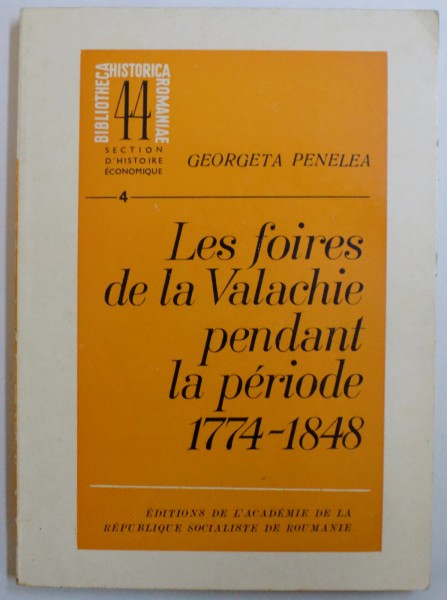 BIBLIOTHECA
HISTORICA
ROMANIAE
44
SECTION
D'HISTOIRE
ÉCONOMIQUE
4
GEORGETA PENELEA
Les foires
de la Valachie
pendant
la période
1774-1848
ÉDITIONS DE L'ACADÉMIE DE LA
RÉPUBLIQUE SOCIALISTE DE ROUMANIE